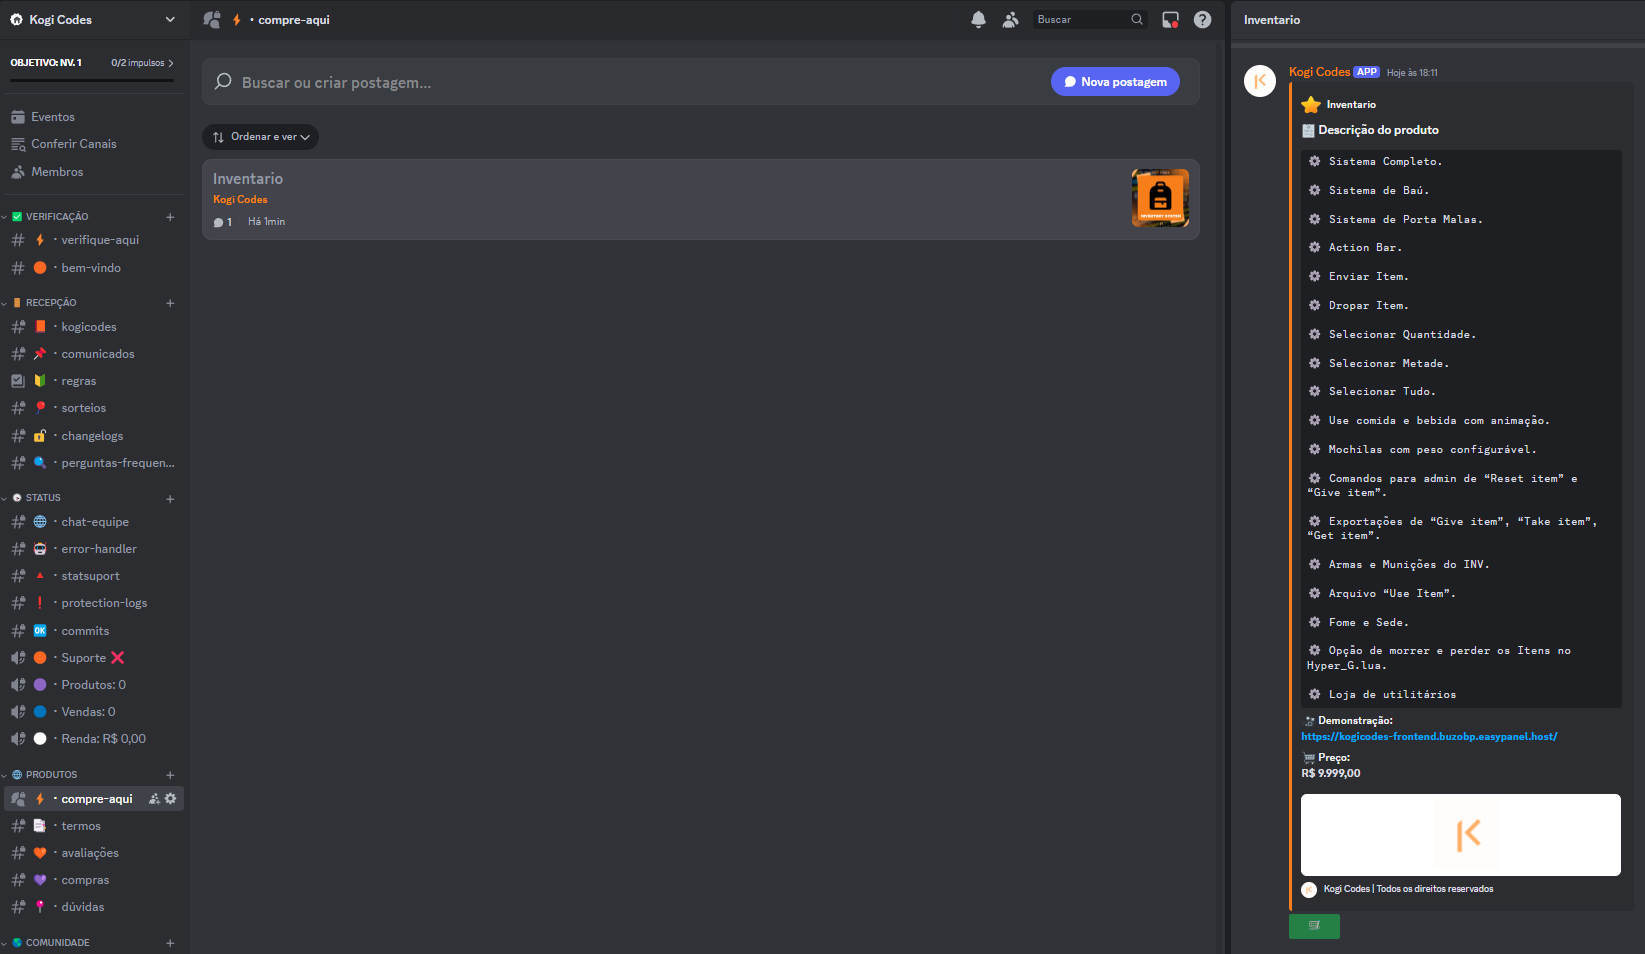 Kogi Codes
OBJETIVO: NV. 1 0/2 impulsos
Eventos
Conferir Canais
Membros
VERIFICAÇÃO
verifique-aqui
bem-vindo
RECEPÇÃO
kogicodes
comunicados
regras
sorteios
changelogs
perguntas-frequen...
STATUS
chat-equipe
error-handler
statsuport
protection-logs
commits
Suporte
Produtos: 0
Vendas: 0
Renda: R$ 0,00
PRODUTOS
compre-aqui
termos
avaliações
compras
dúvidas
COMUNIDADE
compre-aqui
Buscar
Buscar ou criar postagem...
Nova postagem
Ordenar e ver
Inventario
Kogi Codes
1 Há 1min
INVENTORY SYSTEM
Inventario
Kogi Codes APP Hoje às 18:11
Inventario
Descrição do produto
Sistema Completo.
Sistema de Baú.
Sistema de Porta Malas.
Action Bar.
Enviar Item.
Dropar Item.
Selecionar Quantidade.
Selecionar Metade.
Selecionar Tudo.
Use comida e bebida com animação.
Mochilas com peso configurável.
Comandos para admin de “Reset item” e
“Give item”.
Exportações de “Give item”, “Take item”,
“Get item”.
Armas e Munições do INV.
Arquivo “Use Item”.
Fome e Sede.
Opção de morrer e perder os Itens no
Hyper_G.lua.
Loja de utilitários
Demonstração:
https://kogicodes-frontend.buzobp.easypanel.host/
Preço:
R$ 9.999,00
Kogi Codes | Todos os direitos reservados